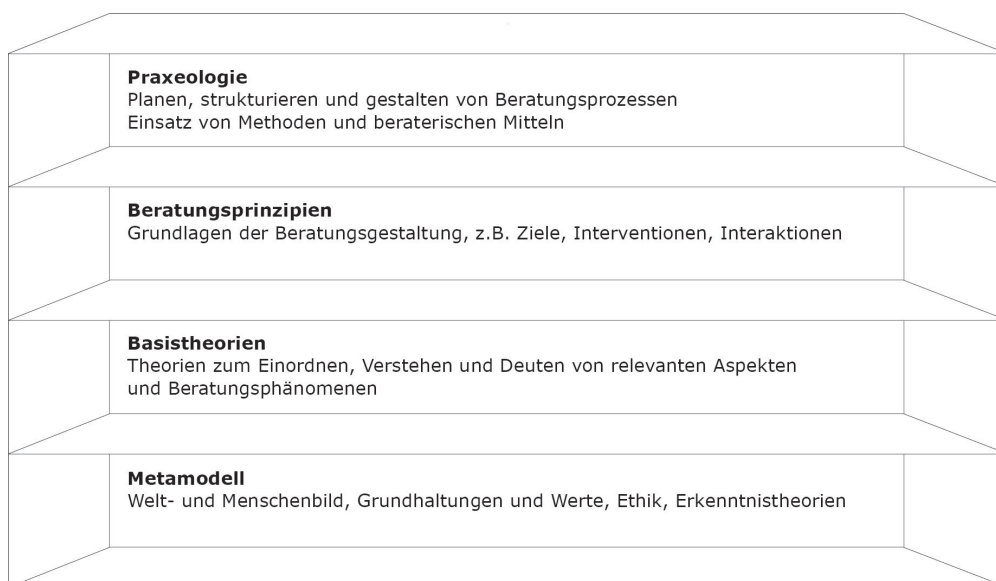 Praxeologie
Planen, strukturieren und gestalten von Beratungsprozessen
Einsatz von Methoden und beraterischen Mitteln
Beratungsprinzipien
Grundlagen der Beratungsgestaltung, z.B. Ziele, Interventionen, Interaktionen
Basistheorien
Theorien zum Einordnen, Verstehen und Deuten von relevanten Aspekten
und Beratungsphänomenen
Metamodell
Welt- und Menschenbild, Grundhaltungen und Werte, Ethik, Erkenntnistheorien